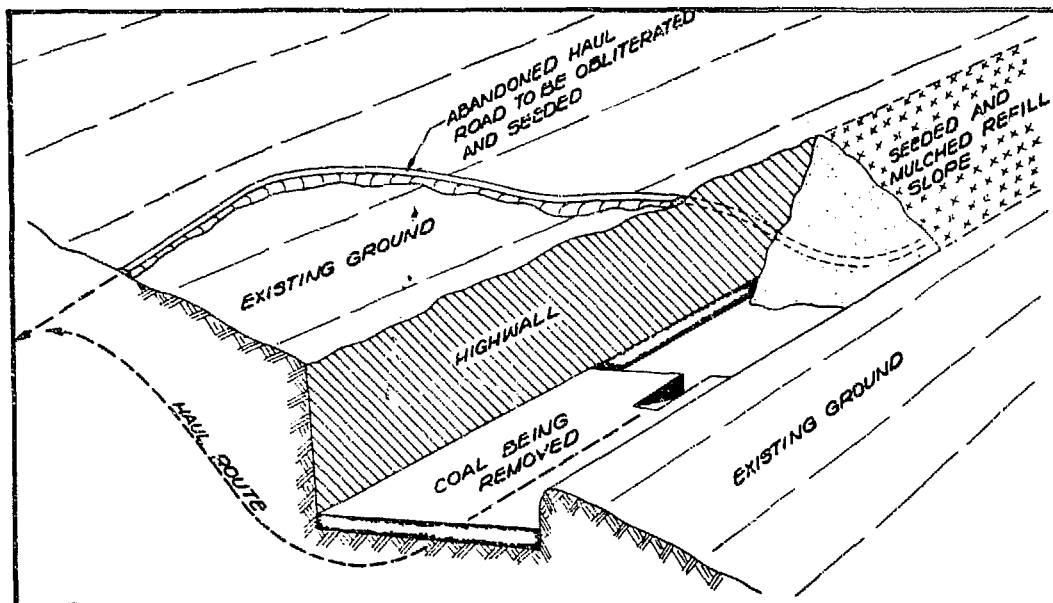 ABANDONED HAUL
ROAD TO BE OBLITERATED
AND SEEDED
SEEDED AND
MULCHED REFILL
SLOPE
EXISTING GROUND
HIGHWALL
HAUL ROUTE
COAL BEING
REMOVED
EXISTING GROUND